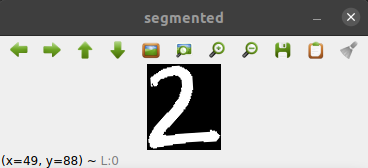 segmented
2
(x=49, y=88) ~ L:0